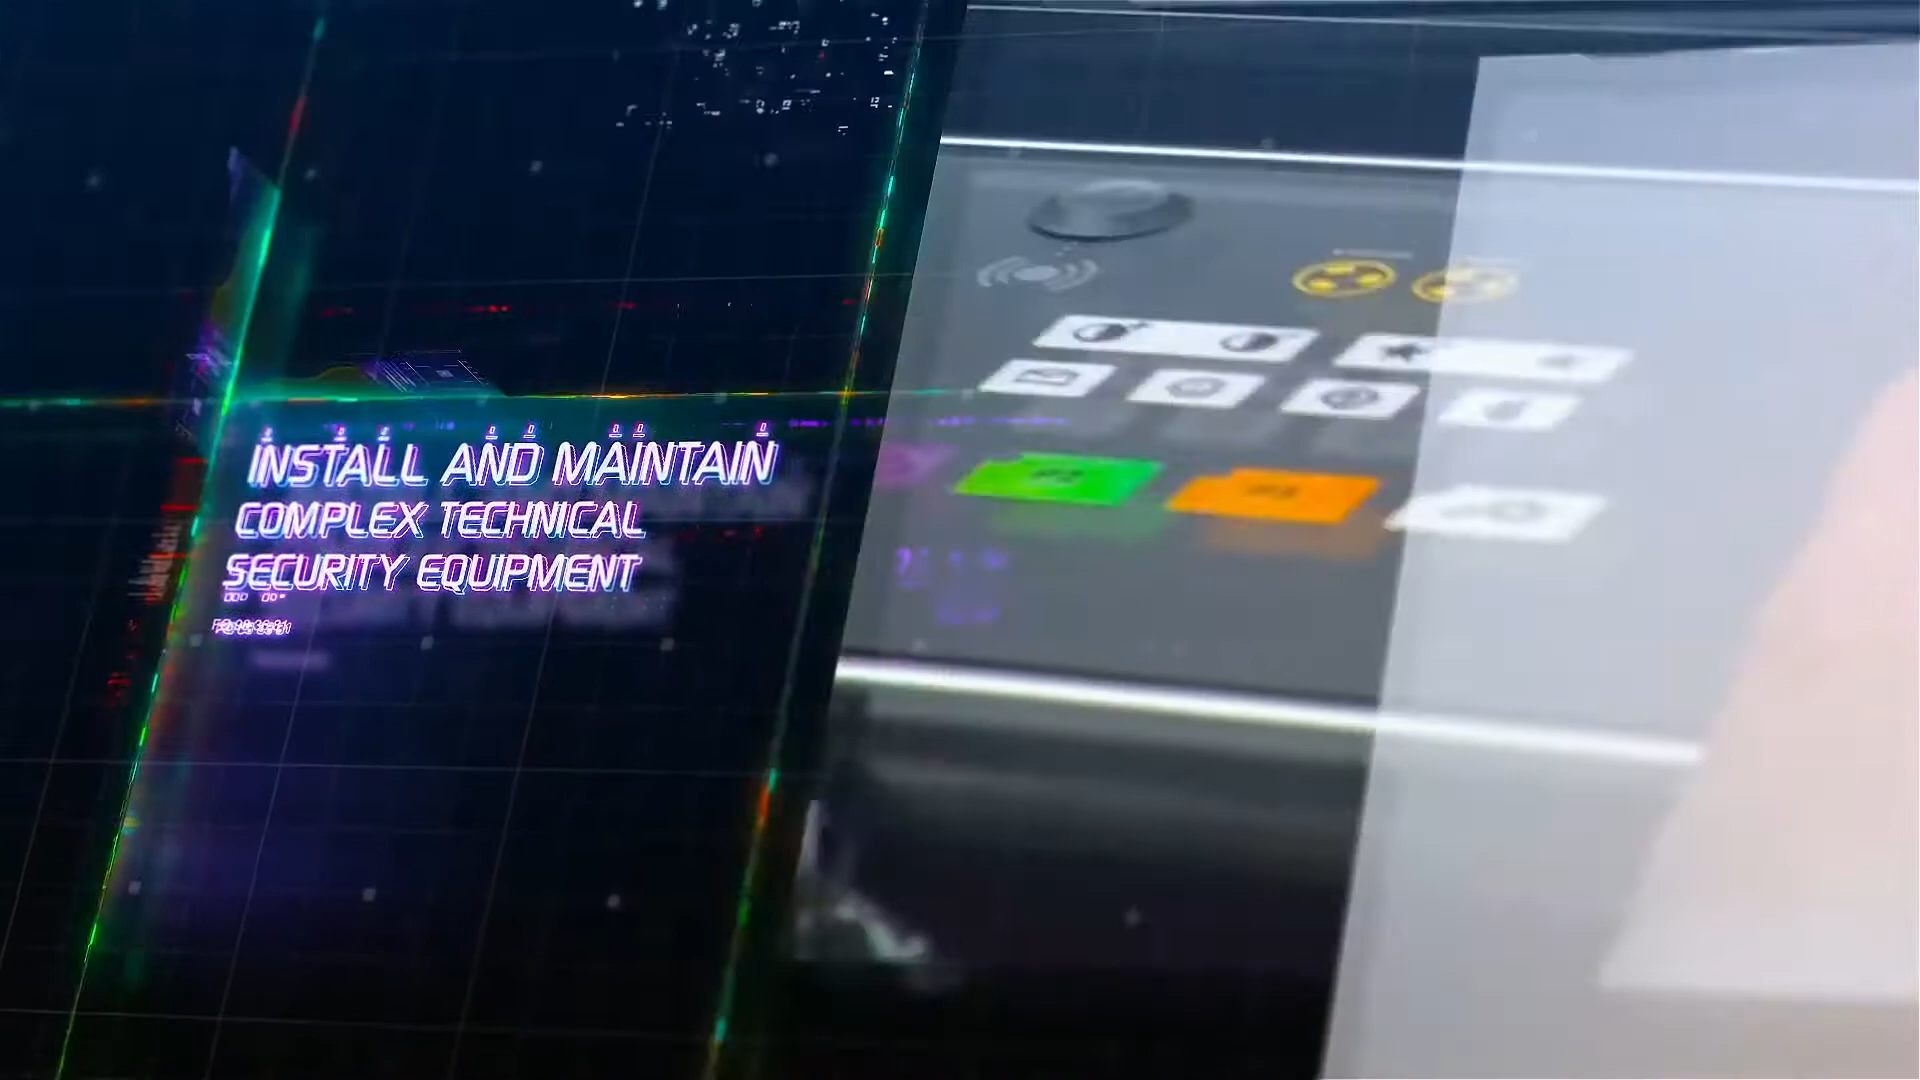 INSTALL AND MAINTAIN
COMPLEX TECHNICAL
SECURITY EQUIPMENT